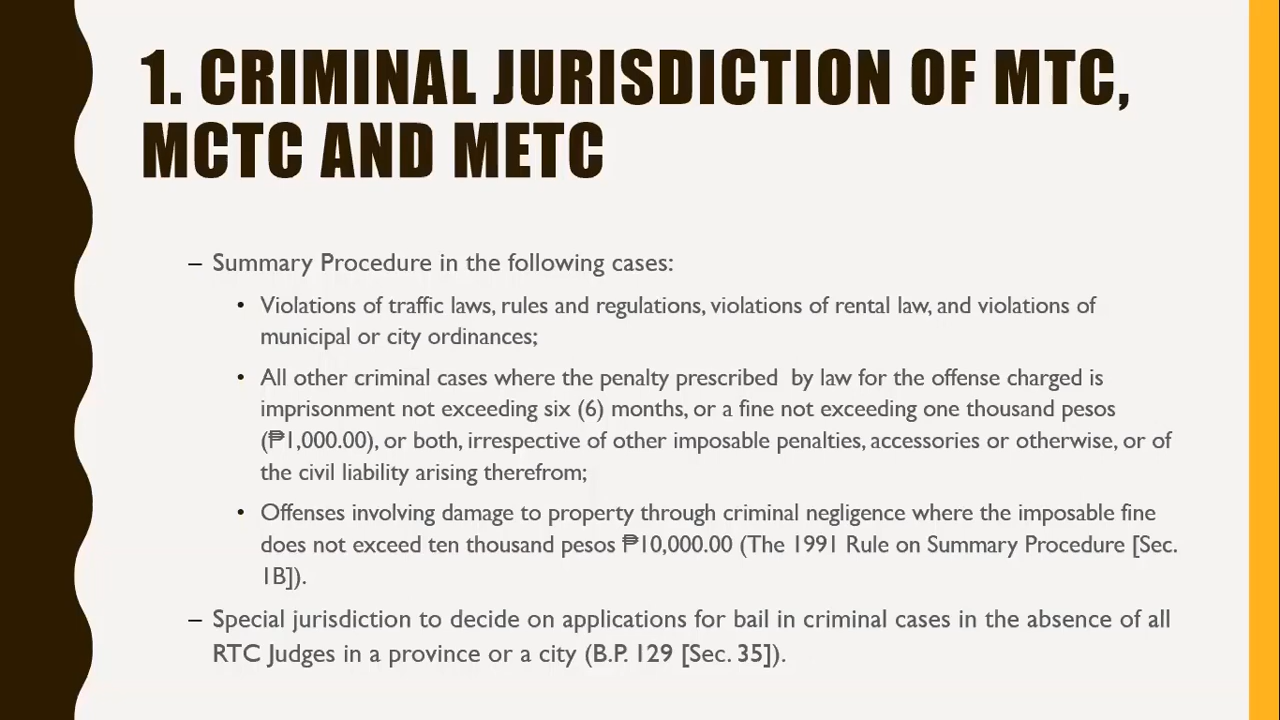 1. CRIMINAL JURISDICTION OF MTC,
MCTC AND METC
– Summary Procedure in the following cases:
• Violations of traffic laws, rules and regulations, violations of rental law, and violations of
municipal or city ordinances;
• All other criminal cases where the penalty prescribed  by law for the offense charged is
imprisonment not exceeding six (6) months, or a fine not exceeding one thousand pesos
(₱1,000.00), or both, irrespective of other imposable penalties, accessories or otherwise, or of
the civil liability arising therefrom;
• Offenses involving damage to property through criminal negligence where the imposable fine
does not exceed ten thousand pesos ₱10,000.00 (The 1991 Rule on Summary Procedure [Sec.
1B]).
– Special jurisdiction to decide on applications for bail in criminal cases in the absence of all
RTC Judges in a province or a city (B.P. 129 [Sec. 35]).